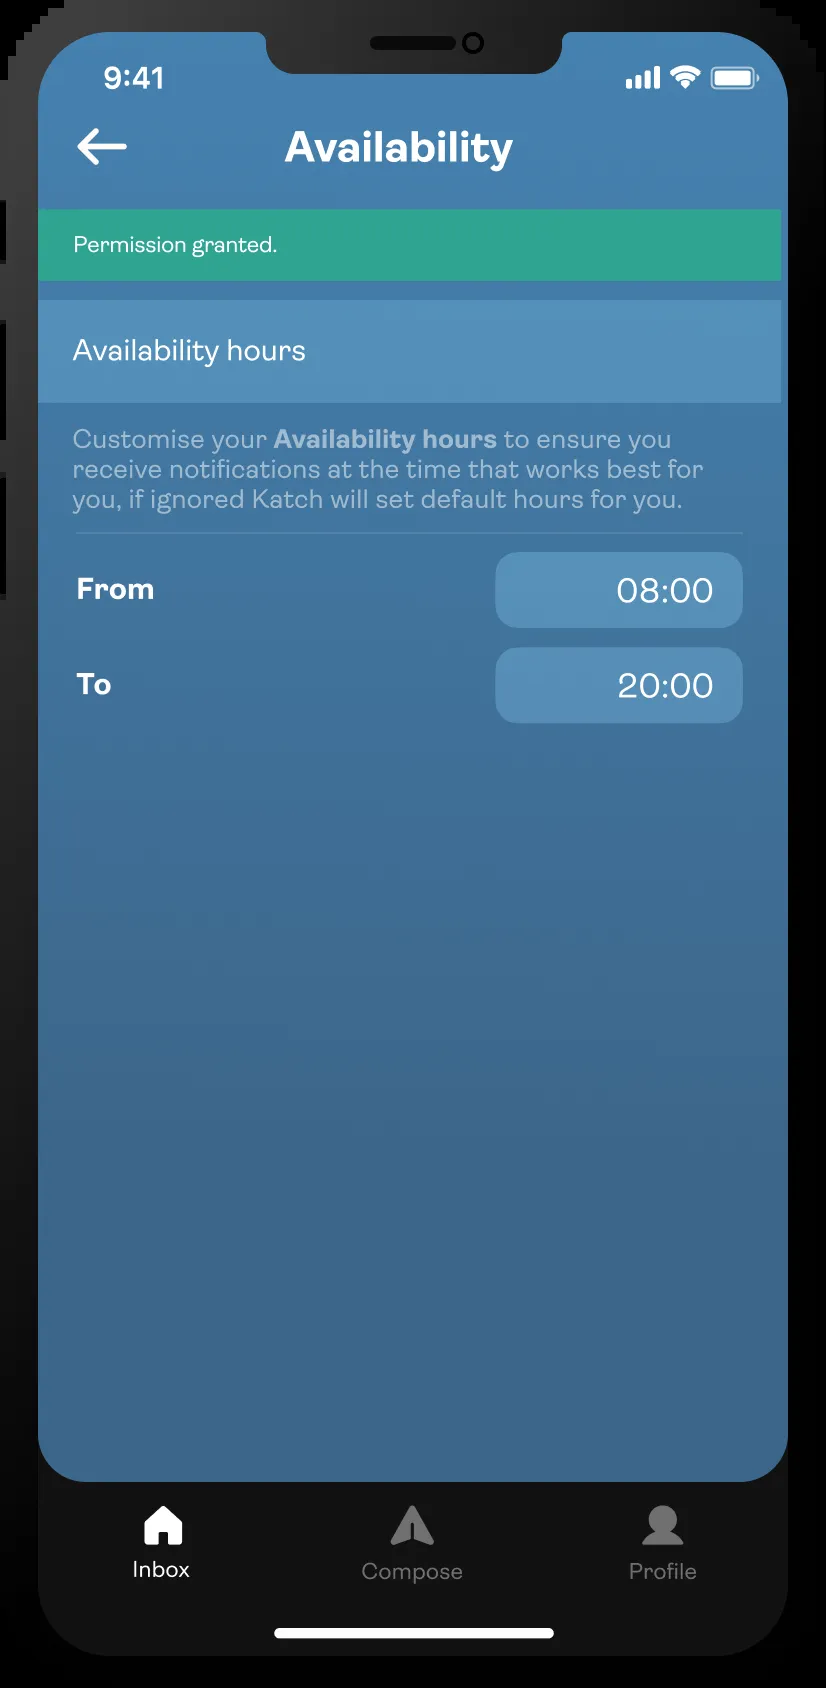 9:41
Availability
Permission granted.
Availability hours
Customise your Availability hours to ensure you
receive notifications at the time that works best for
you, if ignored Katch will set default hours for you.
From 08:00
To 20:00
Inbox Compose Profile